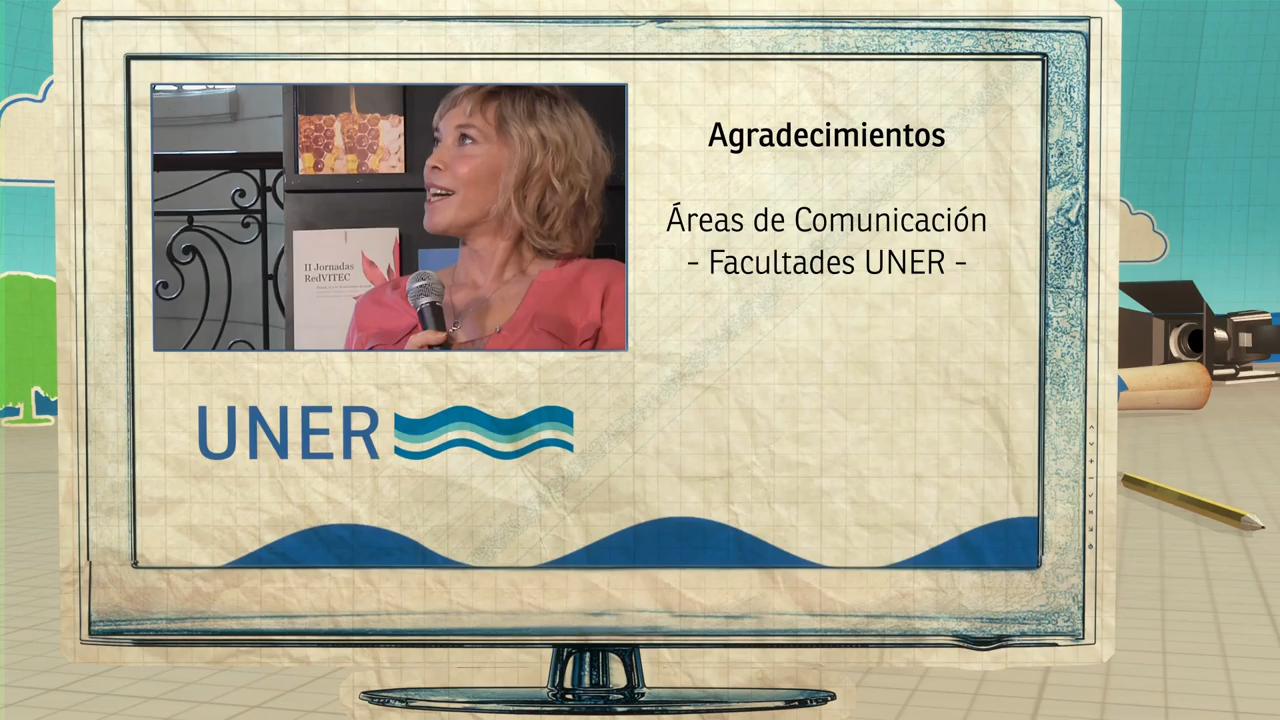 Agradecimientos
Áreas de Comunicación
- Facultades UNER -
II Jornadas
RedVITEC
UNER